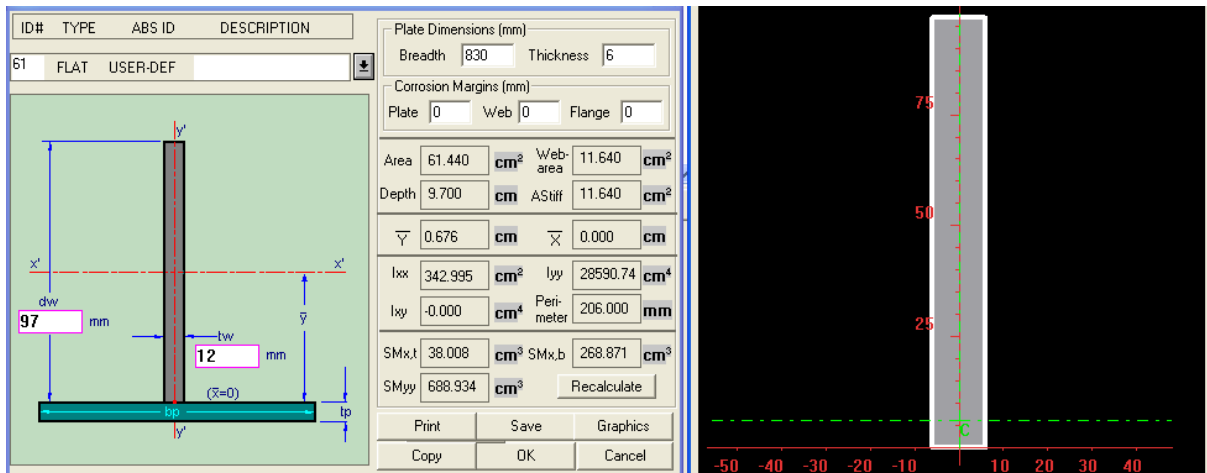 ID# TYPE ABS ID DESCRIPTION
61 FLAT USER-DEF
y'
x' x'
dw
97 mm
tw
12 mm
y̅
(x̅=0)
bp
tp
y'
Plate Dimensions (mm)
Breadth 830 Thickness 6
Corrosion Margins (mm)
Plate 0 Web 0 Flange 0
Area 61.440 cm² Web-area 11.640 cm²
Depth 9.700 cm AStiff 11.640 cm²
Y̅ 0.676 cm X̅ 0.000 cm
Ixx 342.995 cm² Iyy 28590.74 cm⁴
Ixy -0.000 cm⁴ Peri-meter 206.000 mm
SMx,t 38.008 cm³ SMx,b 268.871 cm³
SMyy 688.934 cm³ Recalculate
Print Save Graphics
Copy OK Cancel
75
50
25
C
-50 -40 -30 -20 -10 10 20 30 40